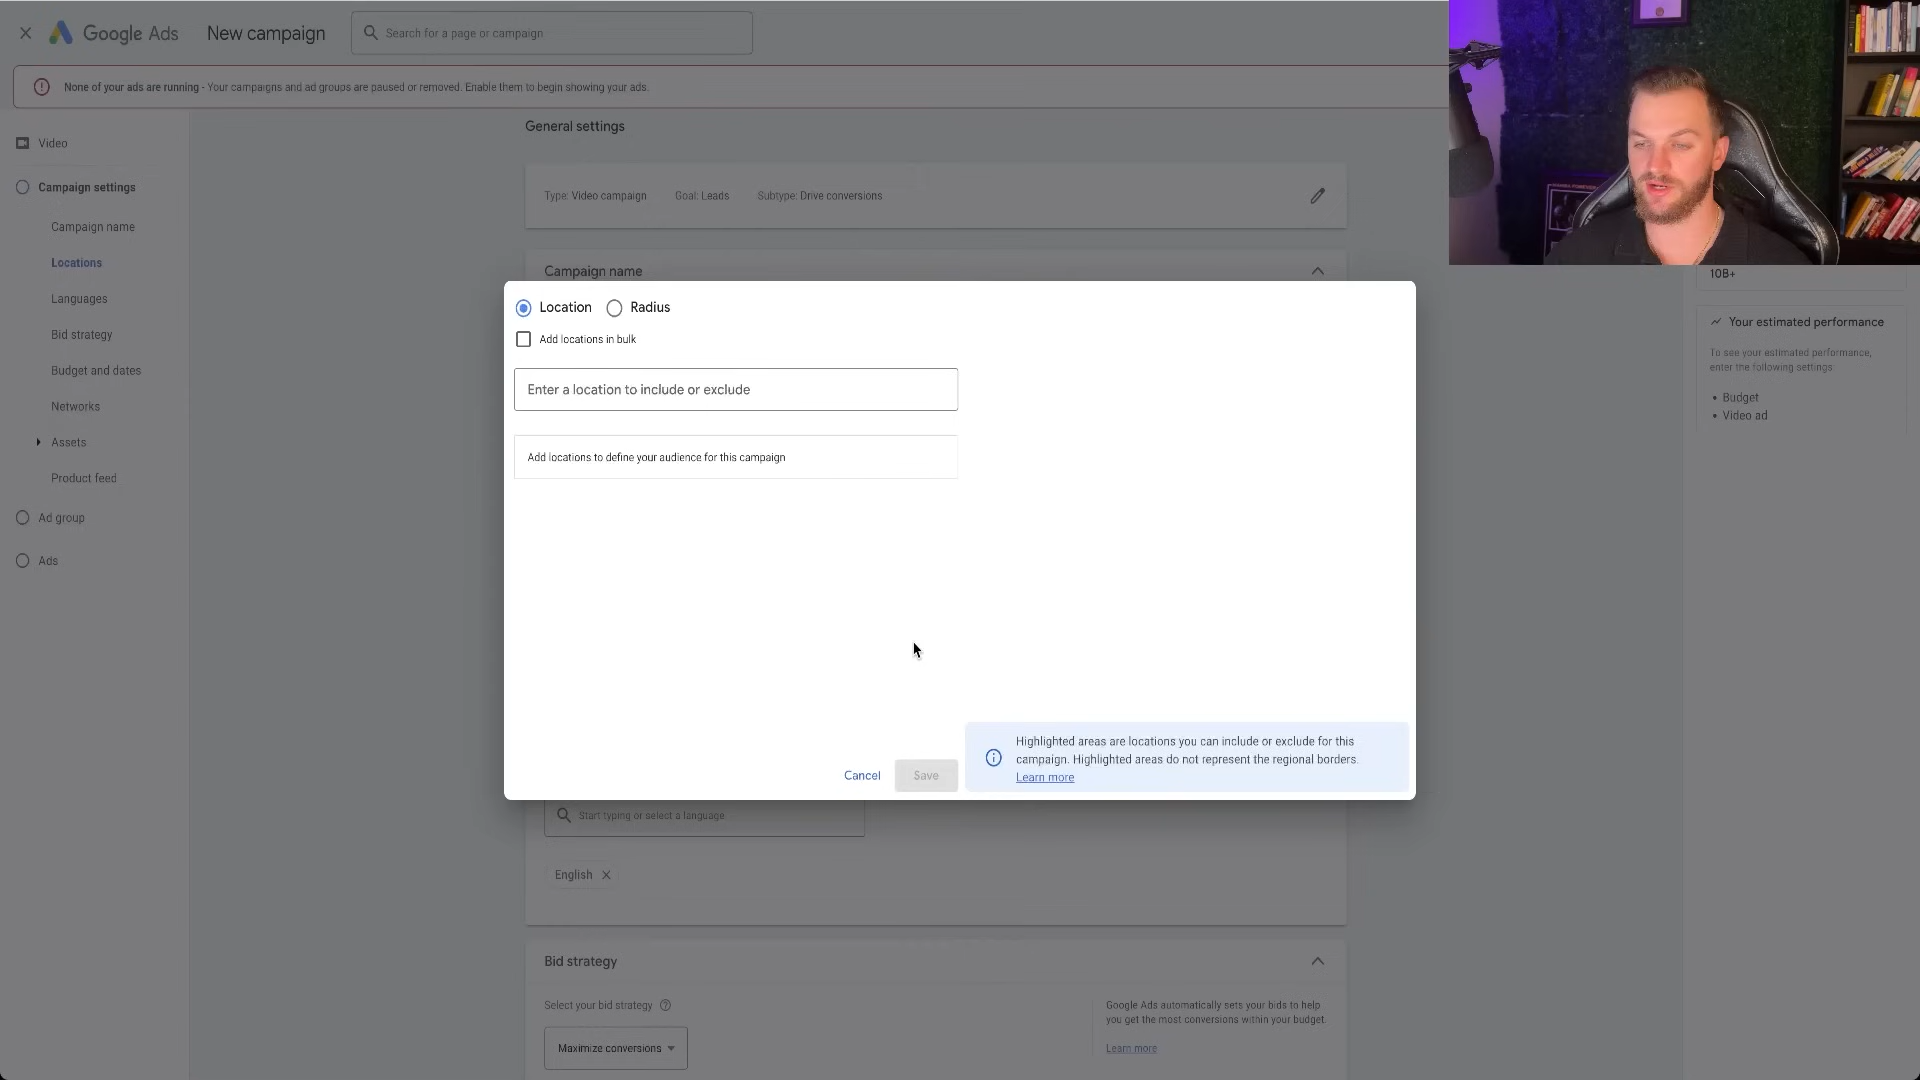 Google Ads
New campaign
Search for a page or campaign
None of your ads are running - Your campaigns and ad groups are paused or removed. Enable them to begin showing your ads.
Video
Campaign settings
Campaign name
Locations
Languages
Bid strategy
Budget and dates
Networks
Assets
Product feed
Ad group
Ads
General settings
Type: Video campaign Goal: Leads Subtype: Drive conversions
Campaign name
Location Radius
Add locations in bulk
Enter a location to include or exclude
Add locations to define your audience for this campaign
Highlighted areas are locations you can include or exclude for this
campaign. Highlighted areas do not represent the regional borders.
Learn more
Cancel Save
Start typing or select a language
English
Bid strategy
Select your bid strategy
Maximize conversions
Google Ads automatically sets your bids to help
you get the most conversions within your budget.
Learn more
10B+
Your estimated performance
To see your estimated performance,
enter the following settings
• Budget
• Video ad